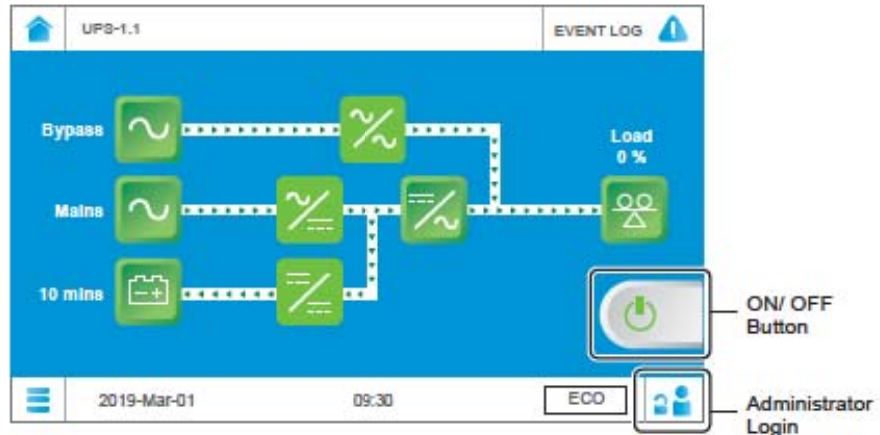 UPS-1.1
EVENT LOG
Bypass
Load
0 %
Mains
10 mins
ON/ OFF
Button
2019-Mar-01
09:30
ECO
Administrator
Login